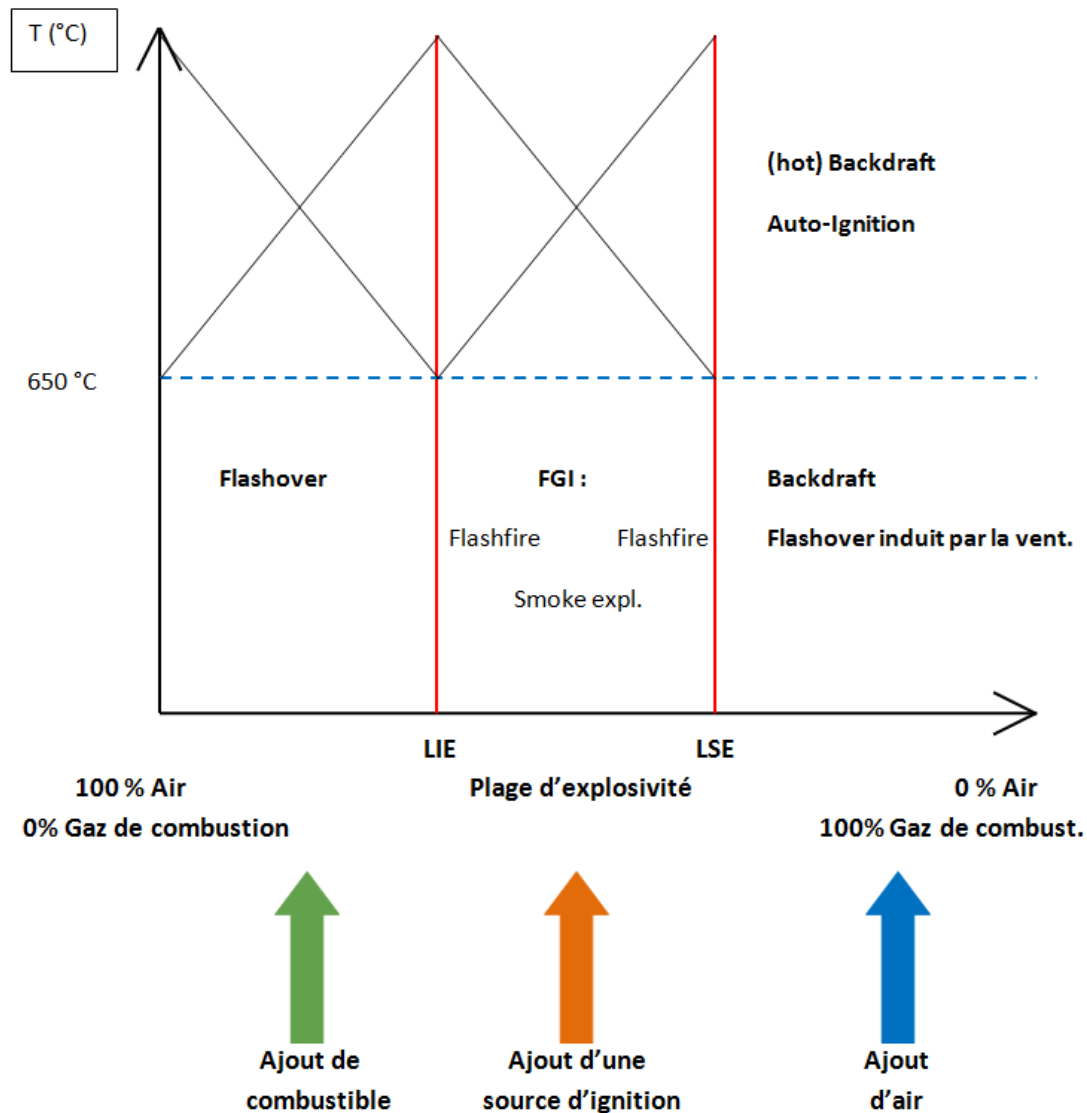 T (°C)
(hot) Backdraft
Auto-Ignition
650 °C
Flashover
FGI :
Backdraft
Flashfire
Flashfire
Flashover induit par la vent.
Smoke expl.
LIE
LSE
100 % Air
Plage d’explosivité
0 % Air
0% Gaz de combustion
100% Gaz de combust.
Ajout de
combustible
Ajout d’une
source d’ignition
Ajout
d’air